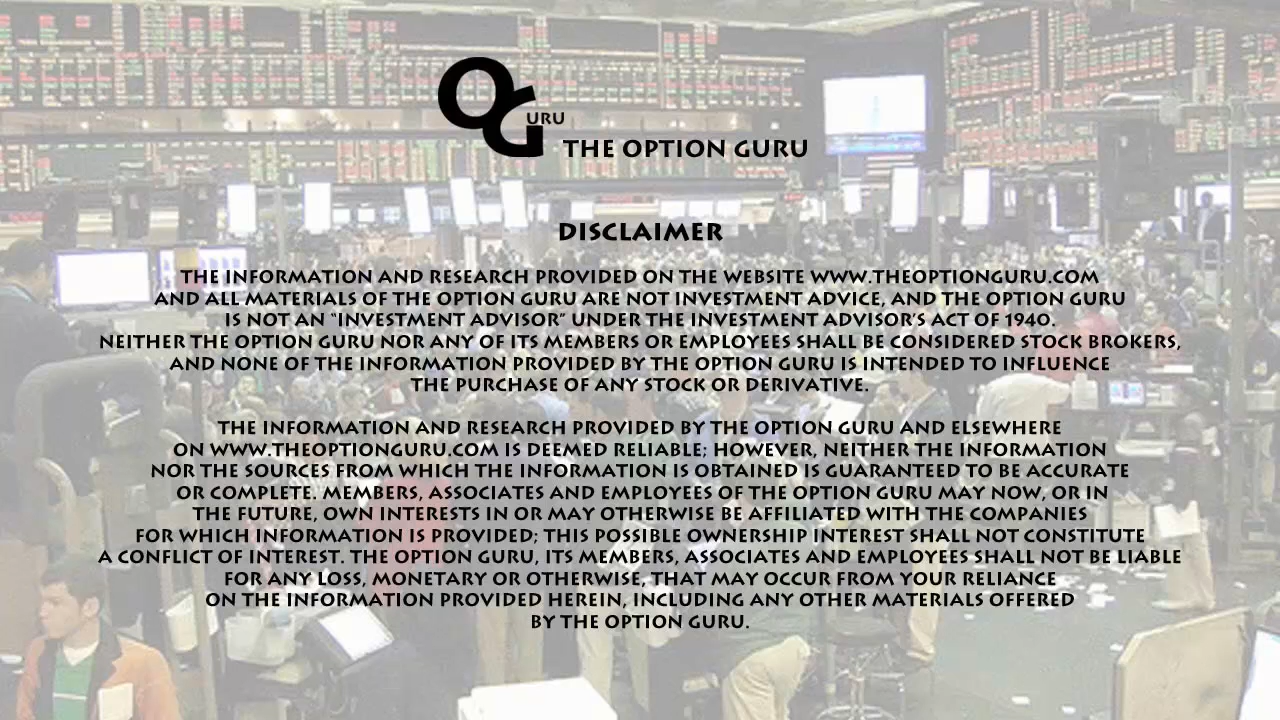 OG URU
THE OPTION GURU
DISCLAIMER
THE INFORMATION AND RESEARCH PROVIDED ON THE WEBSITE WWW.THEOPTIONGURU.COM
AND ALL MATERIALS OF THE OPTION GURU ARE NOT INVESTMENT ADVICE, AND THE OPTION GURU
IS NOT AN “INVESTMENT ADVISOR” UNDER THE INVESTMENT ADVISOR’S ACT OF 1940.
NEITHER THE OPTION GURU NOR ANY OF ITS MEMBERS OR EMPLOYEES SHALL BE CONSIDERED STOCK BROKERS,
AND NONE OF THE INFORMATION PROVIDED BY THE OPTION GURU IS INTENDED TO INFLUENCE
THE PURCHASE OF ANY STOCK OR DERIVATIVE.
THE INFORMATION AND RESEARCH PROVIDED BY THE OPTION GURU AND ELSEWHERE
ON WWW.THEOPTIONGURU.COM IS DEEMED RELIABLE; HOWEVER, NEITHER THE INFORMATION
NOR THE SOURCES FROM WHICH THE INFORMATION IS OBTAINED IS GUARANTEED TO BE ACCURATE
OR COMPLETE. MEMBERS, ASSOCIATES AND EMPLOYEES OF THE OPTION GURU MAY NOW, OR IN
THE FUTURE, OWN INTERESTS IN OR MAY OTHERWISE BE AFFILIATED WITH THE COMPANIES
FOR WHICH INFORMATION IS PROVIDED; THIS POSSIBLE OWNERSHIP INTEREST SHALL NOT CONSTITUTE
A CONFLICT OF INTEREST. THE OPTION GURU, ITS MEMBERS, ASSOCIATES AND EMPLOYEES SHALL NOT BE LIABLE
FOR ANY LOSS, MONETARY OR OTHERWISE, THAT MAY OCCUR FROM YOUR RELIANCE
ON THE INFORMATION PROVIDED HEREIN, INCLUDING ANY OTHER MATERIALS OFFERED
BY THE OPTION GURU.